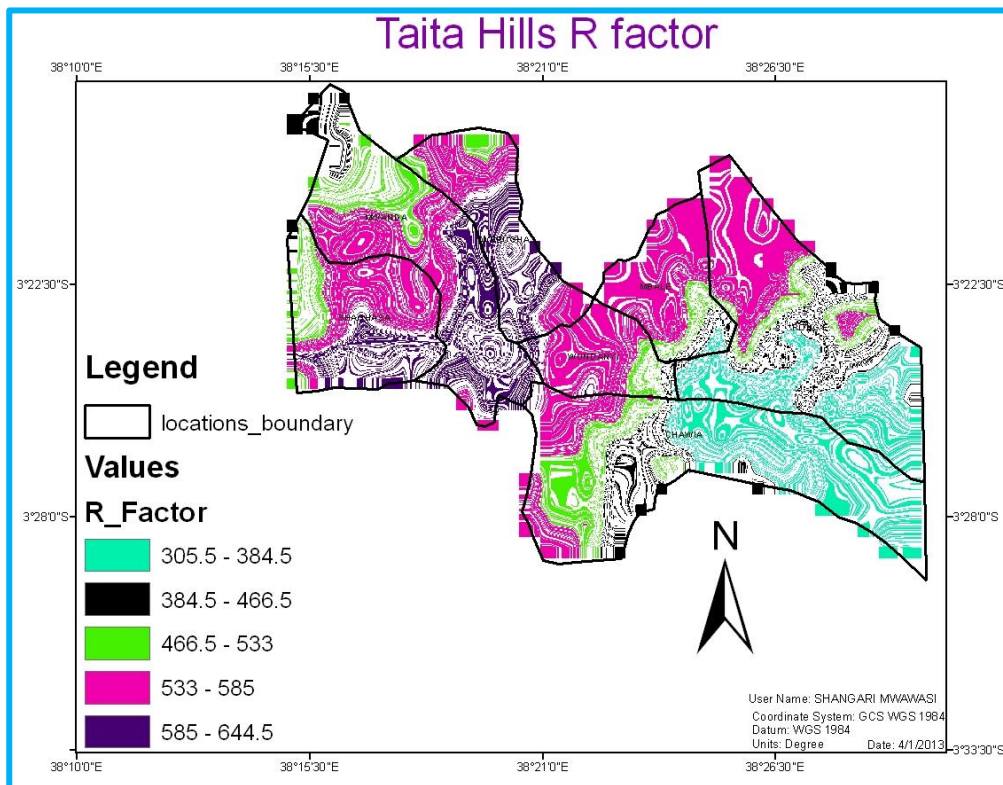 Taita Hills R factor
38°10'0"E
38°15'30"E
38°21'0"E
38°26'30"E
MWANDA
MBALE
3°22'30"S
3°22'30"S
WUNDANYI
Legend
locations_boundary
CHAWIA
Values
R_Factor
3°28'0"S
3°28'0"S
N
305.5 - 384.5
384.5 - 466.5
466.5 - 533
533 - 585
585 - 644.5
User Name: SHANGARI MWAWASI
Coordinate System: GCS WGS 1984
Datum: WGS 1984
Units: Degree
Date: 4/1/2013
3°33'30"S
38°10'0"E
38°15'30"E
38°21'0"E
38°26'30"E